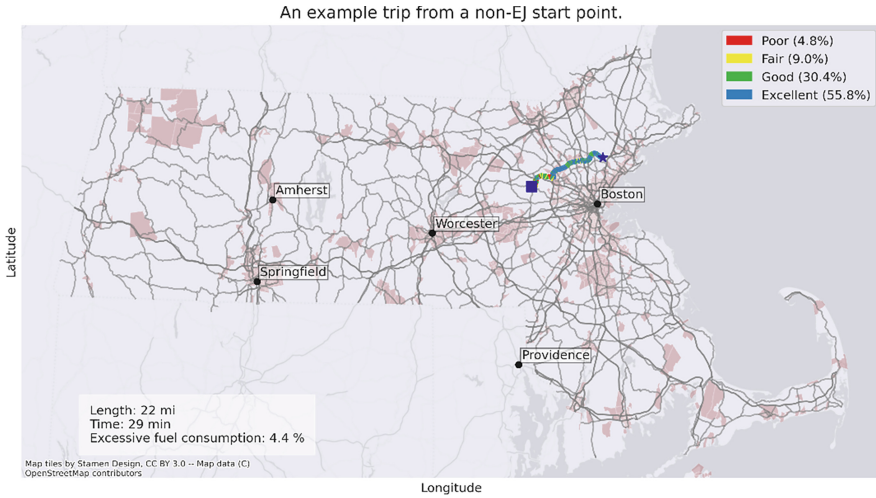 An example trip from a non-EJ start point.
Poor (4.8%)
Fair (9.0%)
Good (30.4%)
Excellent (55.8%)
Amherst
Boston
Worcester
Springfield
Providence
Latitude
Length: 22 mi
Time: 29 min
Excessive fuel consumption: 4.4 %
Map tiles by Stamen Design, CC BY 3.0 -- Map data (C)
OpenStreetMap contributors
Longitude